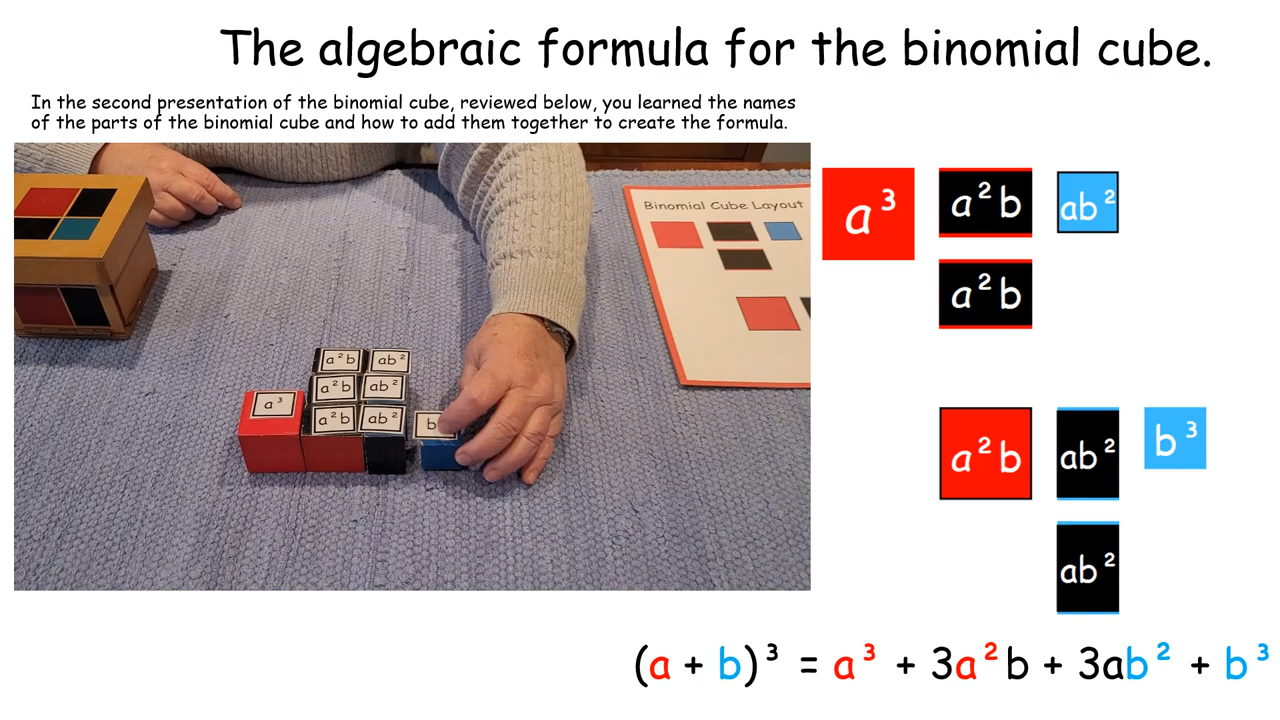 The algebraic formula for the binomial cube.
In the second presentation of the binomial cube, reviewed below, you learned the names
of the parts of the binomial cube and how to add them together to create the formula.
Binomial Cube Layout
a³ a²b ab²
a²b
a²b ab²
a²b ab²
a³
a²b ab² b
a²b ab² b³
ab²
(a + b)³ = a³ + 3a²b + 3ab² + b³